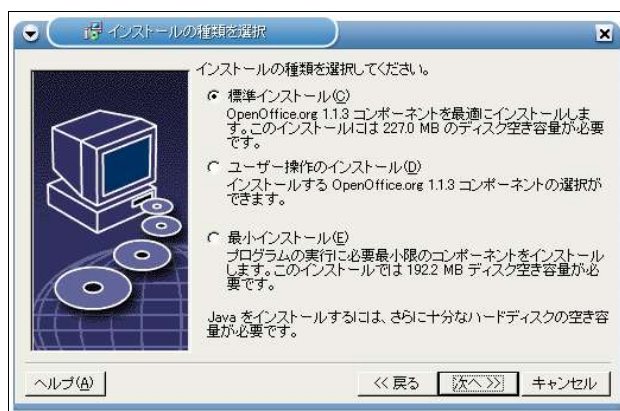 インストールの種類を選択
インストールの種類を選択してください。
標準インストール(C)
OpenOffice.org 1.1.3 コンポーネントを最適にインストールしま
す。このインストールには 227.0 MB のディスク空き容量が必要
です。
ユーザー操作のインストール(D)
インストールする OpenOffice.org 1.1.3 コンポーネントの選択が
できます。
最小インストール(E)
プログラムの実行に必要最小限のコンポーネントをインストール
します。このインストールでは 192.2 MB ディスク空き容量が必
要です。
Java をインストールするには、さらに十分なハードディスクの空き容
量が必要です。
ヘルプ(A)
<< 戻る
次へ >>
キャンセル